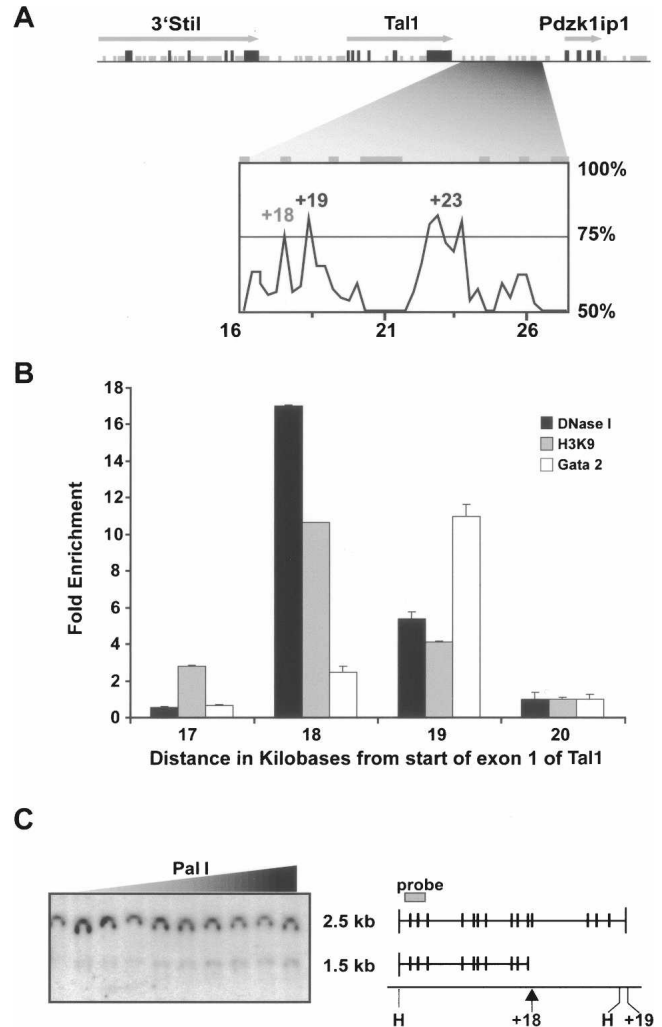 A
3'Stil Tal1 Pdzk1ip1
100%
+18 +19 +23
75%
50%
16 21 26
B
18
16
14
12
10
8
6
4
2
0
Fold Enrichment
DNase I
H3K9
Gata 2
17 18 19 20
Distance in Kilobases from start of exon 1 of Tal1
C
Pal I
probe
2.5 kb
1.5 kb
H +18 H +19